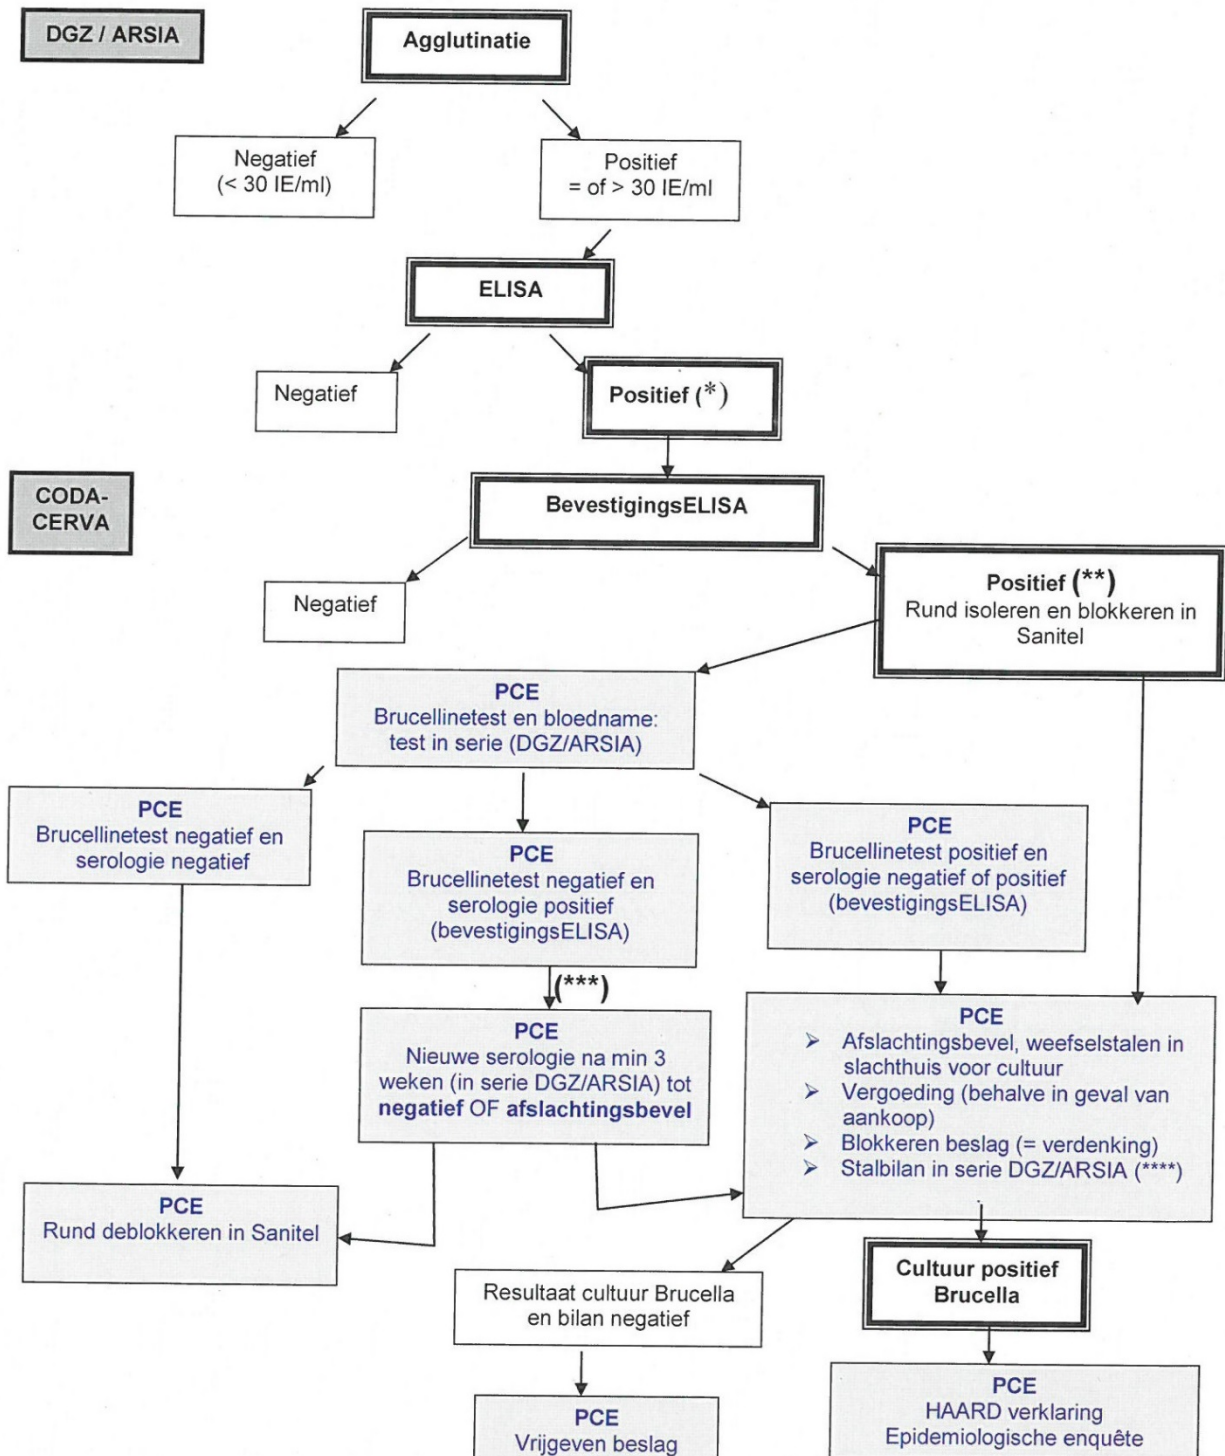 DGZ / ARSIA
Agglutinatie
Negatief
(< 30 IE/ml)
Positief
= of > 30 IE/ml
ELISA
Negatief
Positief (*)
CODA-
CERVA
BevestigingsELISA
Negatief
Positief (**)
Rund isoleren en blokkeren in
Sanitel
PCE
Brucellinetest en bloedname:
test in serie (DGZ/ARSIA)
PCE
Brucellinetest negatief en
serologie negatief
PCE
Brucellinetest negatief en
serologie positief
(bevestigingsELISA)
PCE
Brucellinetest positief en
serologie negatief of positief
(bevestigingsELISA)
(***)
PCE
Nieuwe serologie na min 3
weken (in serie DGZ/ARSIA) tot
negatief OF afslachtingsbevel
PCE
➢ Afslachtingsbevel, weefselstalen in
slachthuis voor cultuur
➢ Vergoeding (behalve in geval van
aankoop)
➢ Blokkeren beslag (= verdenking)
➢ Stalbilan in serie DGZ/ARSIA (****)
PCE
Rund deblokkeren in Sanitel
Resultaat cultuur Brucella
en bilan negatief
Cultuur positief
Brucella
PCE
Vrijgeven beslag
PCE
HAARD verklaring
Epidemiologische enquête